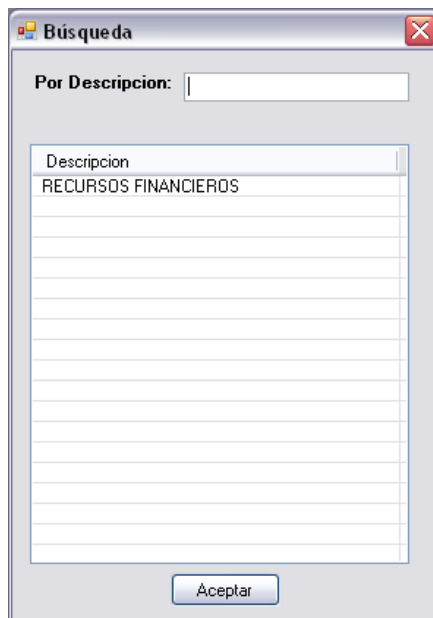 Búsqueda
Por Descripcion:
Descripcion
RECURSOS FINANCIEROS
Aceptar